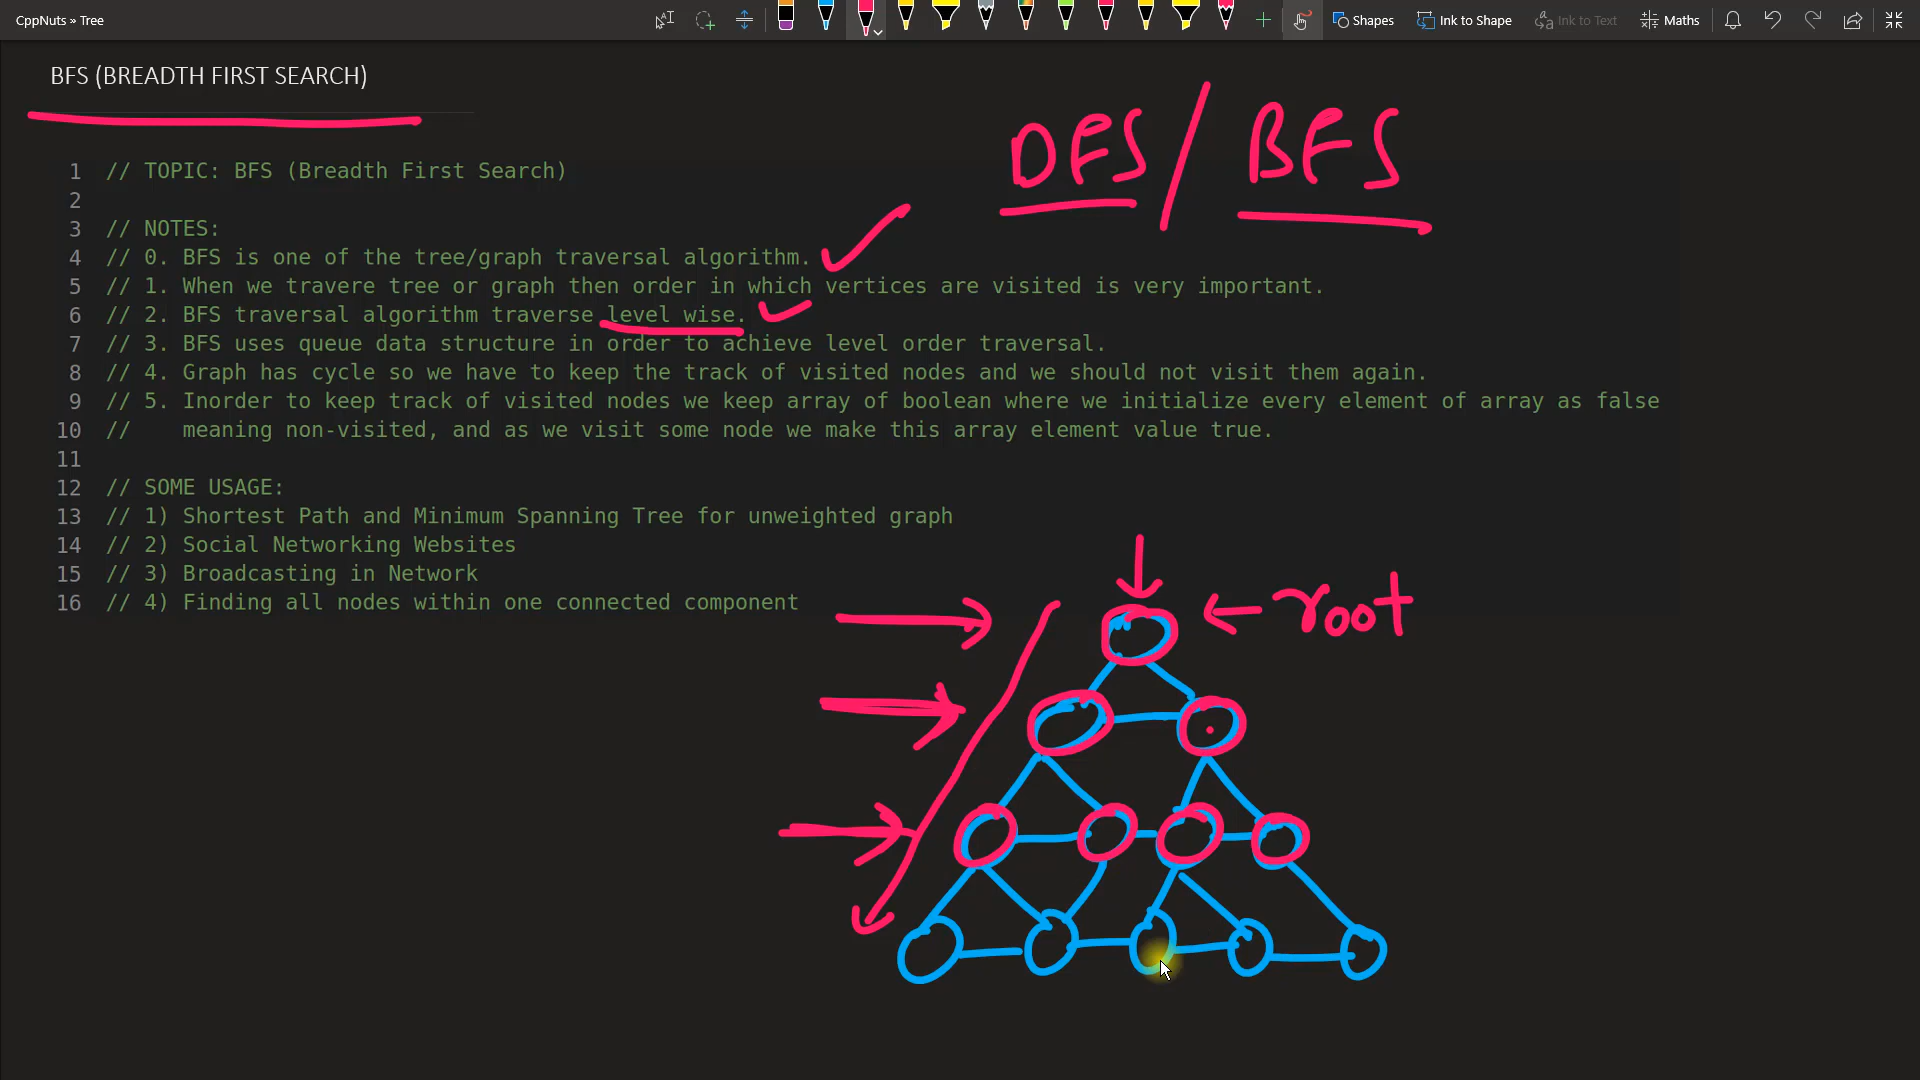 CppNuts » Tree
Shapes
Ink to Shape
Ink to Text
Maths
BFS (BREADTH FIRST SEARCH)
DFS / BFS
1 // TOPIC: BFS (Breadth First Search)
2
3 // NOTES:
4 // 0. BFS is one of the tree/graph traversal algorithm.
5 // 1. When we travere tree or graph then order in which vertices are visited is very important.
6 // 2. BFS traversal algorithm traverse level wise.
7 // 3. BFS uses queue data structure in order to achieve level order traversal.
8 // 4. Graph has cycle so we have to keep the track of visited nodes and we should not visit them again.
9 // 5. Inorder to keep track of visited nodes we keep array of boolean where we initialize every element of array as false
10 // meaning non-visited, and as we visit some node we make this array element value true.
11
12 // SOME USAGE:
13 // 1) Shortest Path and Minimum Spanning Tree for unweighted graph
14 // 2) Social Networking Websites
15 // 3) Broadcasting in Network
16 // 4) Finding all nodes within one connected component
root